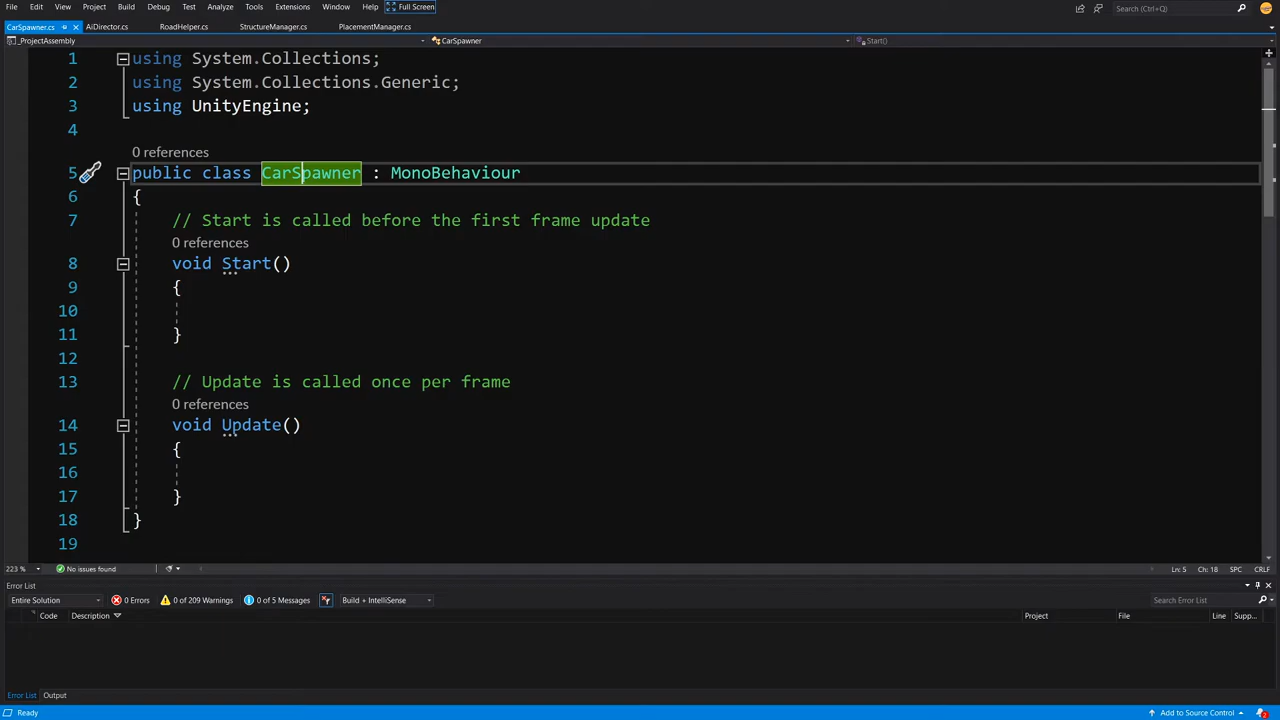 File Edit View Project Build Debug Test Analyze Tools Extensions Window Help Full Screen Search (Ctrl+Q)
CarSpawner.cs AiDirector.cs RoadHelper.cs StructureManager.cs PlacementManager.cs
_ProjectAssembly CarSpawner Start()
1 using System.Collections;
2 using System.Collections.Generic;
3 using UnityEngine;
4
0 references
5 public class CarSpawner : MonoBehaviour
6 {
7 // Start is called before the first frame update
0 references
8 void Start()
9 {
10
11 }
12
13 // Update is called once per frame
0 references
14 void Update()
15 {
16
17 }
18 }
19
223 % No issues found Ln: 5 Ch: 18 SPC CRLF
Error List
Entire Solution 0 Errors 0 of 209 Warnings 0 of 5 Messages Build + IntelliSense Search Error List
Code Description Project File Line Supp...
Error List Output
Ready Add to Source Control 2